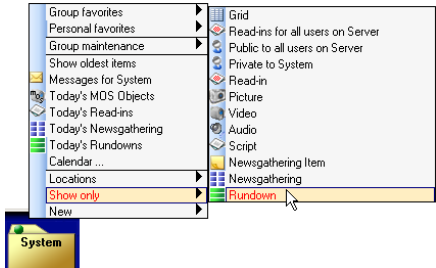 Group favorites
Personal favorites
Group maintenance
Show oldest items
Messages for System
Today's MOS Objects
Today's Read-ins
Today's Newsgathering
Today's Rundowns
Calendar ...
Locations
Show only
New
Grid
Read-ins for all users on Server
Public to all users on Server
Private to System
Read-in
Picture
Video
Audio
Script
Newsgathering Item
Newsgathering
Rundown
System